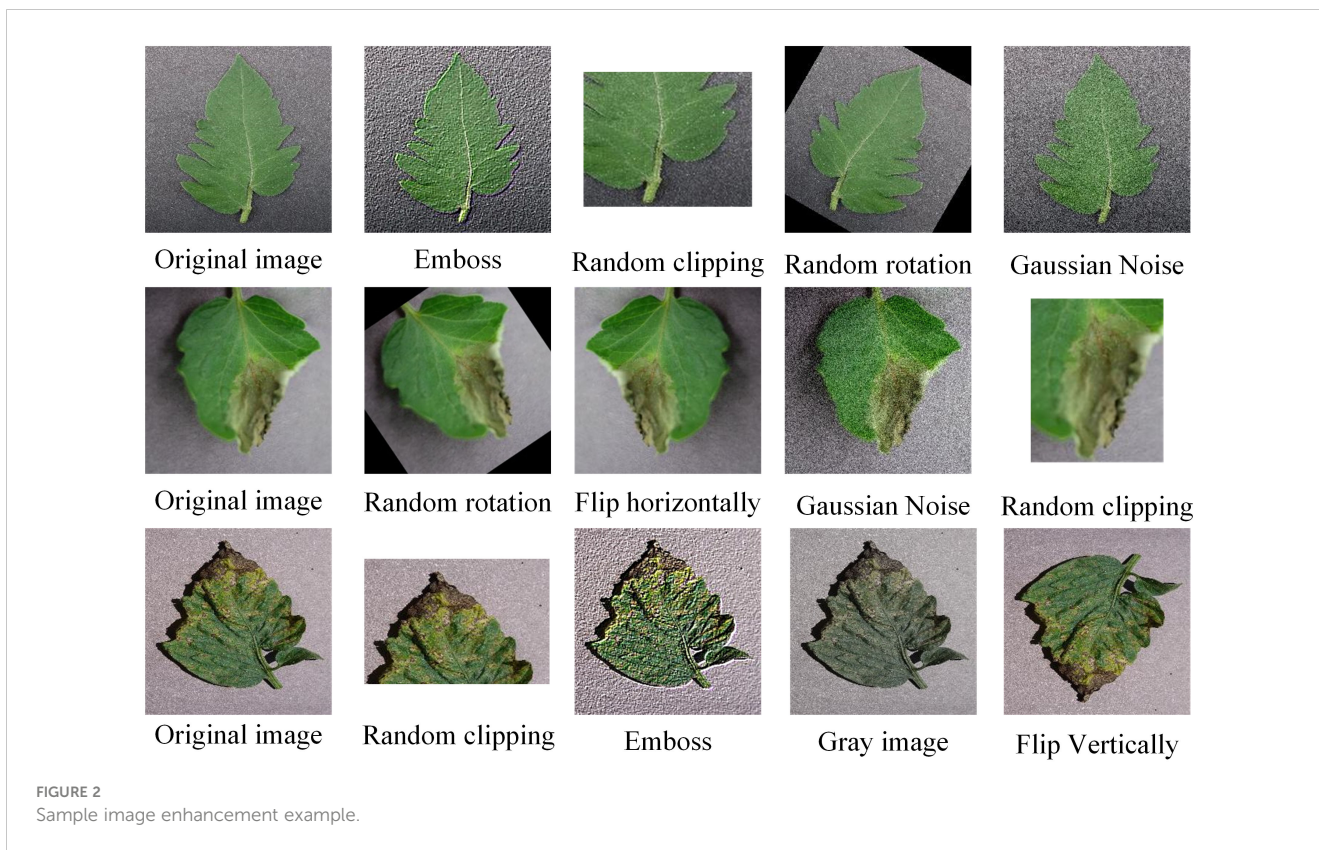 Original image
Emboss
Random clipping
Random rotation
Gaussian Noise
Original image
Random rotation
Flip horizontally
Gaussian Noise
Random clipping
Original image
Random clipping
Emboss
Gray image
Flip Vertically
FIGURE 2
Sample image enhancement example.